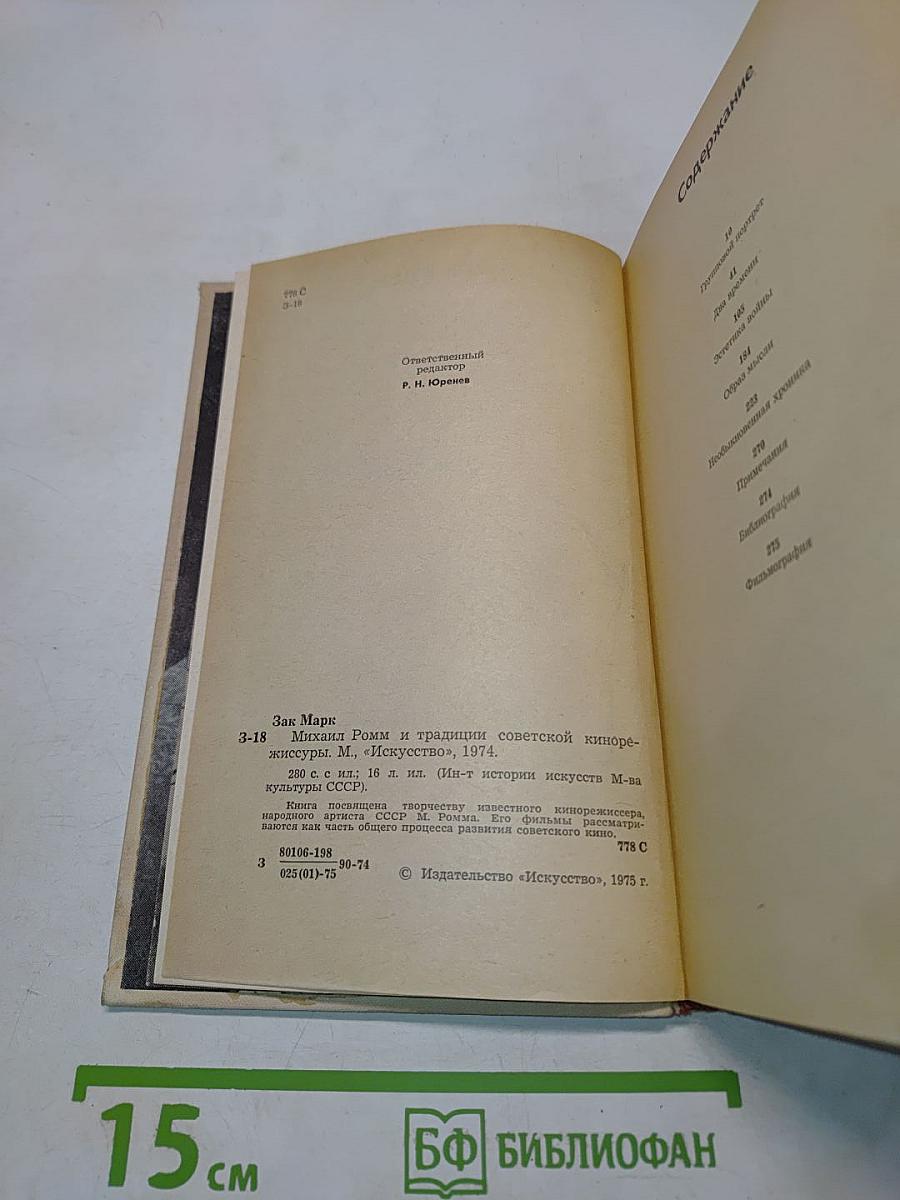 778 С
З-18
Ответственный
редактор
Р. Н. Юренев
Зак Марк
З-18 Михаил Ромм и традиции советской киноре-
жиссуры. М., «Искусство», 1974.
280 с. с ил.; 16 л. ил. (Ин-т истории искусств М-ва
культуры СССР).
Книга посвящена творчеству известного кинорежиссера,
народного артиста СССР М. Ромма. Его фильмы рассматри-
ваются как часть общего процесса развития советского кино.
778 С
З 80106-198
025(01)-75 90-74
© Издательство «Искусство», 1975 г.
Содержание
10
Групповой портрет
41
Два времени
105
Эстетика войны
184
Образ мысли
223
Необыкновенная хроника
270
Примечания
274
Библиография
275
Фильмография
15 см
БФ БИБЛИОФАН